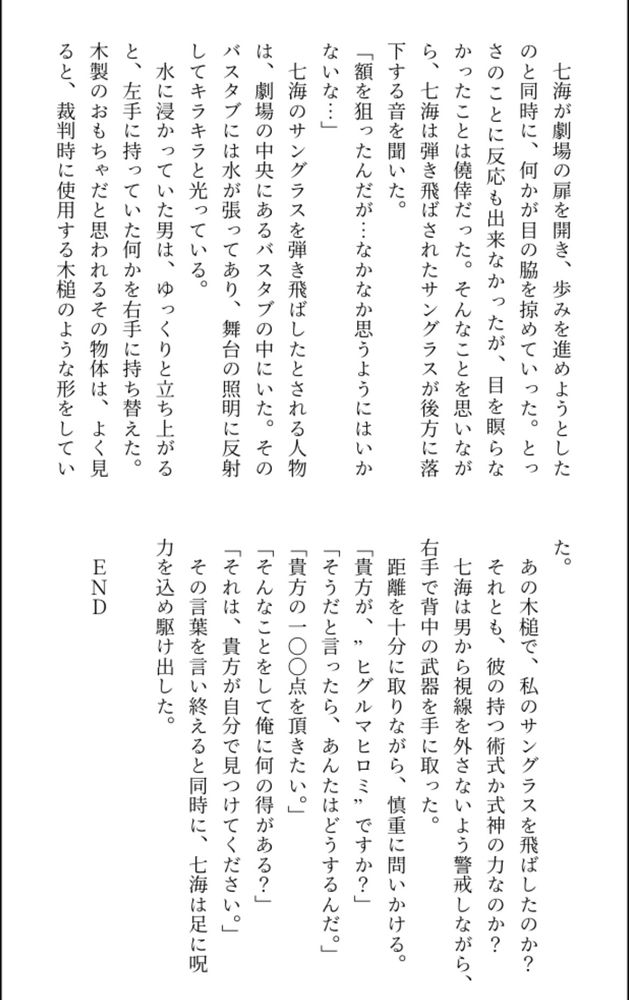 七海が劇場の扉を開き、歩みを進めようとした
のと同時に、何かが目の脇を掠めていった。とっ
さのことに反応も出来なかったが、目を瞑らな
かったことは僥倖だった。そんなことを思いなが
ら、七海は弾き飛ばされたサングラスが後方に落
下する音を聞いた。
「額を狙ったんだが…なかなか思うようにはいか
ないな…」
　七海のサングラスを弾き飛ばしたとされる人物
は、劇場の中央にあるバスタブの中にいた。その
バスタブには水が張ってあり、舞台の照明に反射
してキラキラと光っている。
　水に浸かっていた男は、ゆっくりと立ち上がる
と、左手に持っていた何かを右手に持ち替えた。
木製のおもちゃだと思われるその物体は、よく見
ると、裁判時に使用する木槌のような形をしてい
た。
　あの木槌で、私のサングラスを飛ばしたのか？
　それとも、彼の持つ術式か式神の力なのか？
　七海は男から視線を外さないよう警戒しながら、
右手で背中の武器を手に取った。
　距離を十分に取りながら、慎重に問いかける。
「貴方が、”ヒグルマヒロミ”ですか？」
「そうだと言ったら、あんたはどうするんだ。」
「貴方の一〇〇点を頂きたい。」
「そんなことをして俺に何の得がある？」
「それは、貴方が自分で見つけてください。」
　その言葉を言い終えると同時に、七海は足に呪
力を込め駆け出した。
ＥＮＤ